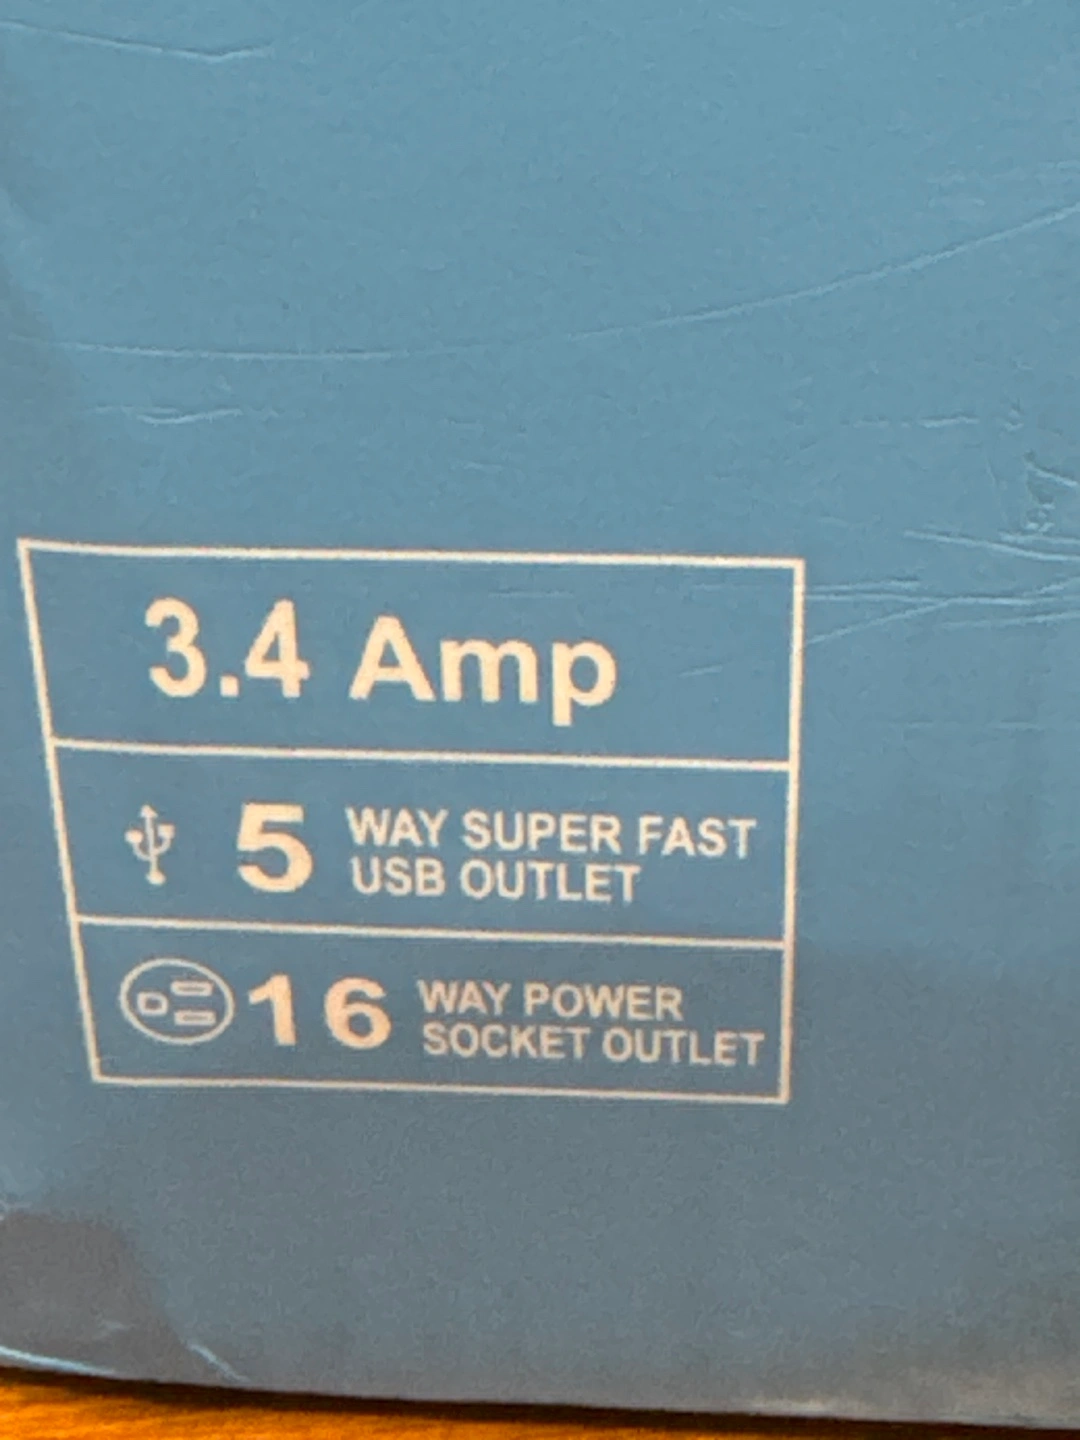 3.4 Amp
5 WAY SUPER FAST
USB OUTLET
16 WAY POWER
SOCKET OUTLET